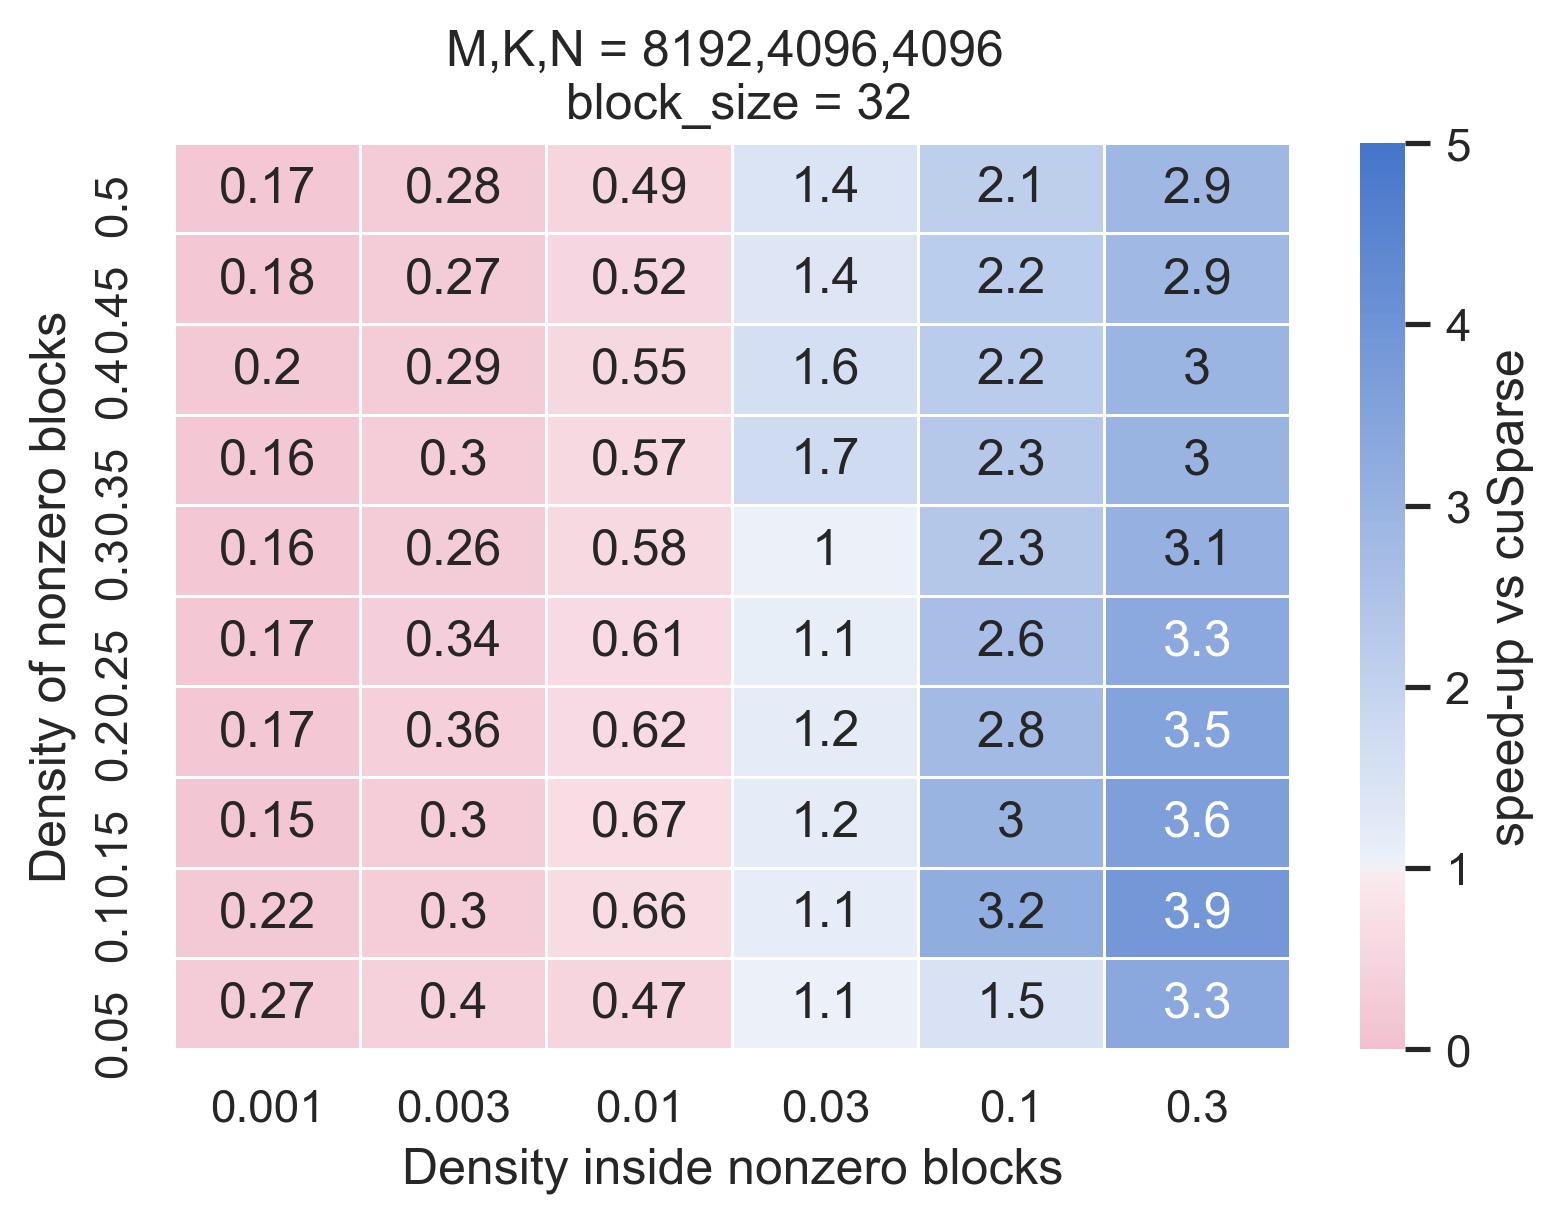 M,K,N = 8192,4096,4096
block_size = 32
Density of nonzero blocks
0.5 0.17 0.28 0.49 1.4 2.1 2.9
0.45 0.18 0.27 0.52 1.4 2.2 2.9
0.4 0.2 0.29 0.55 1.6 2.2 3
0.35 0.16 0.3 0.57 1.7 2.3 3
0.3 0.16 0.26 0.58 1 2.3 3.1
0.25 0.17 0.34 0.61 1.1 2.6 3.3
0.2 0.17 0.36 0.62 1.2 2.8 3.5
0.15 0.15 0.3 0.67 1.2 3 3.6
0.1 0.22 0.3 0.66 1.1 3.2 3.9
0.05 0.27 0.4 0.47 1.1 1.5 3.3
0.001 0.003 0.01 0.03 0.1 0.3
Density inside nonzero blocks
5
4
3
2
1
0
speed-up vs cuSparse